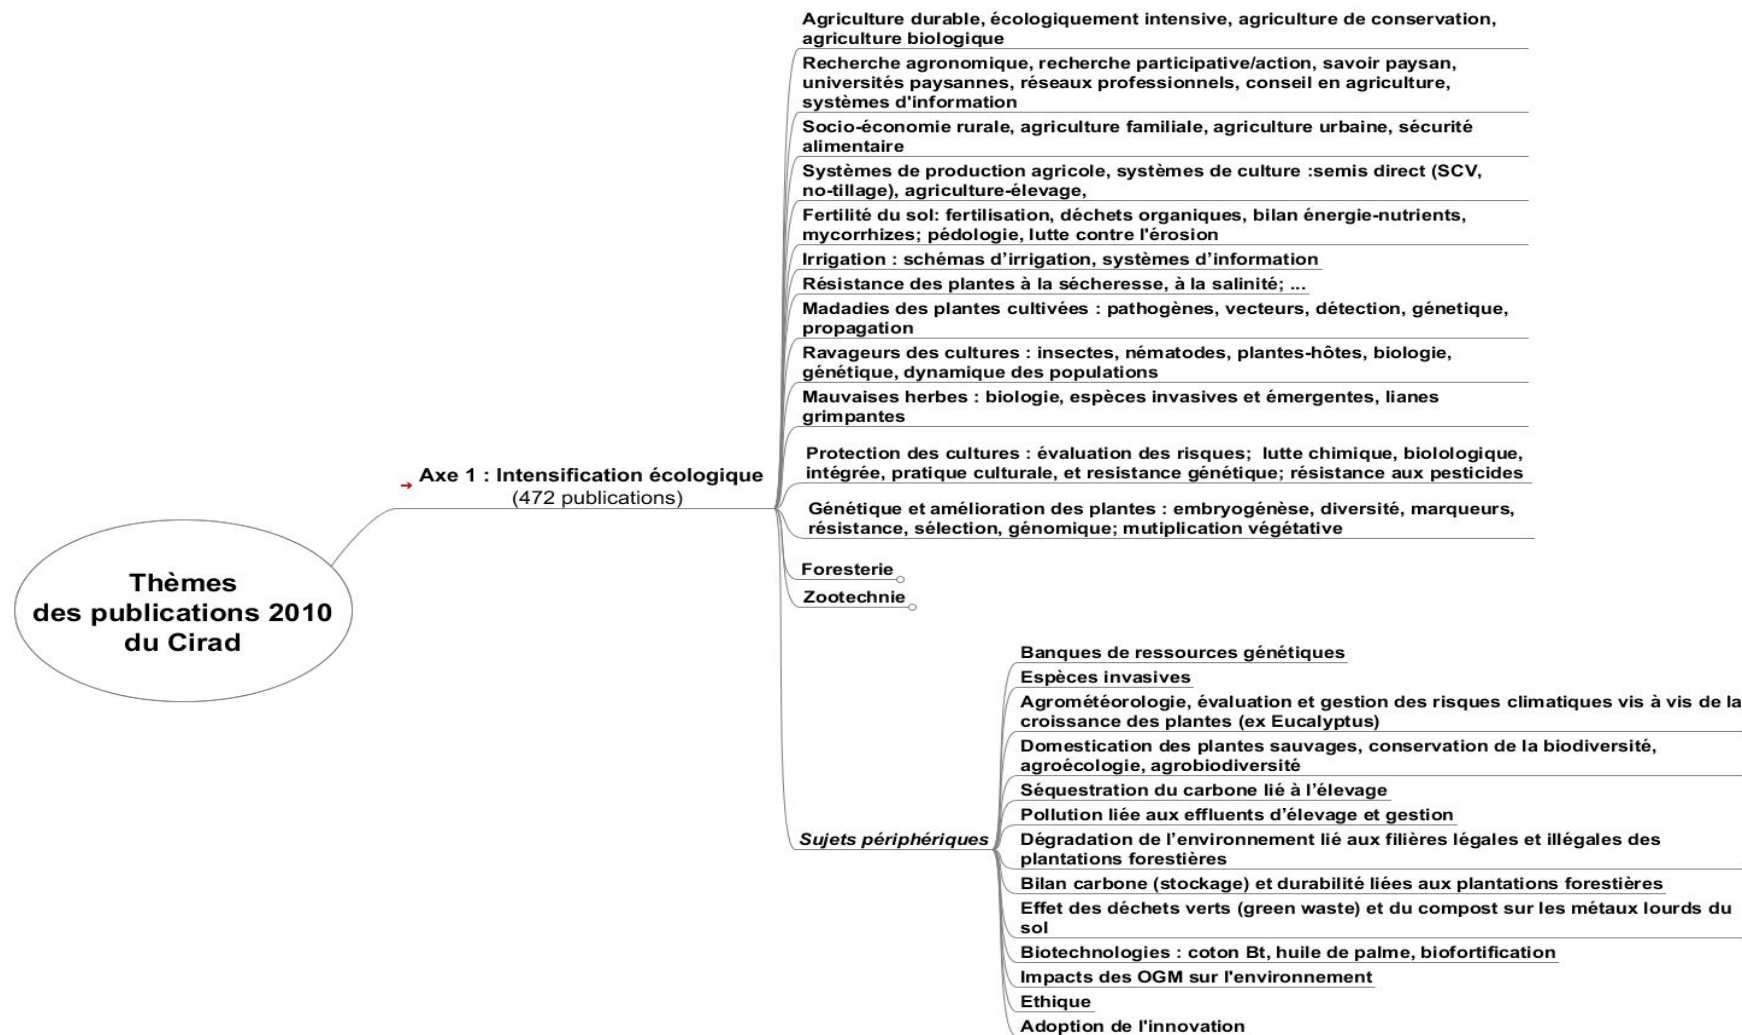 Agriculture durable, écologiquement intensive, agriculture de conservation,
agriculture biologique
Recherche agronomique, recherche participative/action, savoir paysan,
universités paysannes, réseaux professionnels, conseil en agriculture,
systèmes d'information
Socio-économie rurale, agriculture familiale, agriculture urbaine, sécurité
alimentaire
Systèmes de production agricole, systèmes de culture :semis direct (SCV,
no-tillage), agriculture-élevage,
Fertilité du sol: fertilisation, déchets organiques, bilan énergie-nutrients,
mycorrhizes; pédologie, lutte contre l'érosion
Irrigation : schémas d’irrigation, systèmes d’information
Résistance des plantes à la sécheresse, à la salinité; ...
Madadies des plantes cultivées : pathogènes, vecteurs, détection, génetique,
propagation
Ravageurs des cultures : insectes, nématodes, plantes-hôtes, biologie,
génétique, dynamique des populations
Mauvaises herbes : biologie, espèces invasives et émergentes, lianes
grimpantes
Protection des cultures : évaluation des risques; lutte chimique, biolologique,
intégrée, pratique culturale, et resistance génétique; résistance aux pesticides
Axe 1 : Intensification écologique
(472 publications)
Génétique et amélioration des plantes : embryogénèse, diversité, marqueurs,
résistance, sélection, génomique; mutiplication végétative
Foresterie
Zootechnie
Thèmes
des publications 2010
du Cirad
Sujets périphériques
Banques de ressources génétiques
Espèces invasives
Agrométéorologie, évaluation et gestion des risques climatiques vis à vis de la
croissance des plantes (ex Eucalyptus)
Domestication des plantes sauvages, conservation de la biodiversité,
agroécologie, agrobiodiversité
Séquestration du carbone lié à l’élevage
Pollution liée aux effluents d’élevage et gestion
Dégradation de l’environnement lié aux filières légales et illégales des
plantations forestières
Bilan carbone (stockage) et durabilité liées aux plantations forestières
Effet des déchets verts (green waste) et du compost sur les métaux lourds du
sol
Biotechnologies : coton Bt, huile de palme, biofortification
Impacts des OGM sur l'environnement
Ethique
Adoption de l'innovation